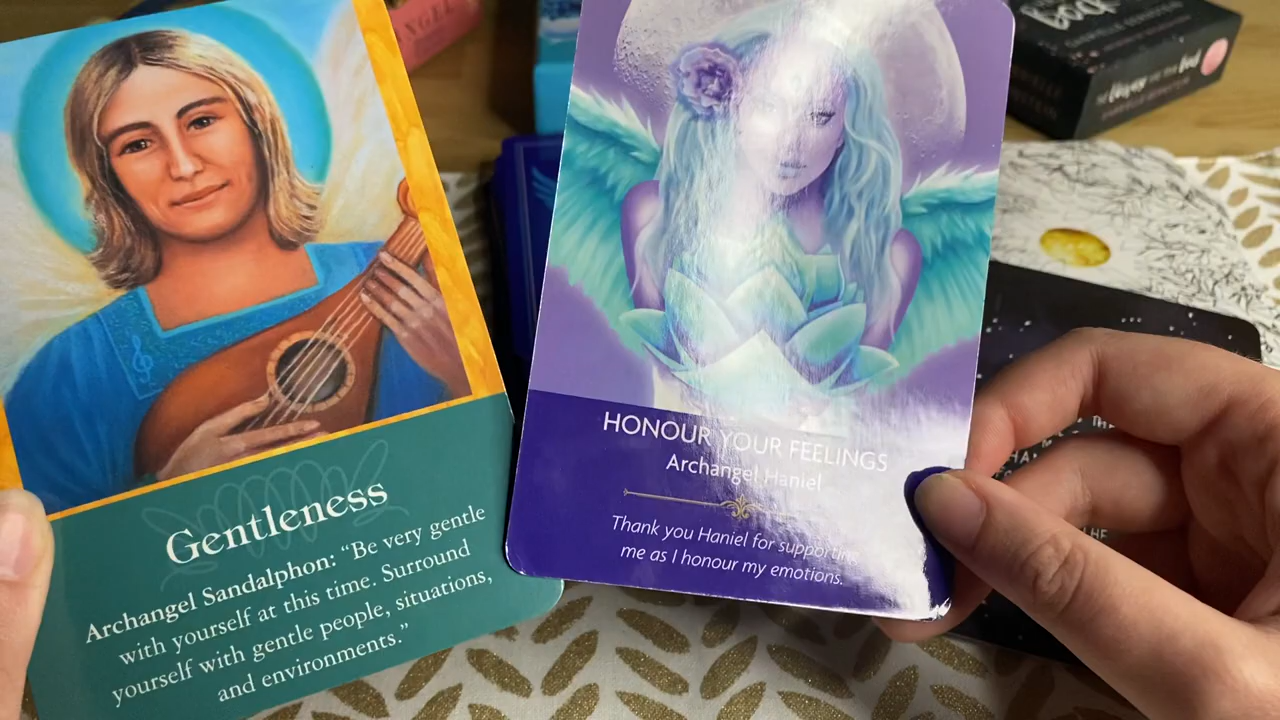 Gentleness
Archangel Sandalphon: “Be very gentle
with yourself at this time. Surround
yourself with gentle people, situations,
and environments.”
HONOUR YOUR FEELINGS
Archangel Haniel
Thank you Haniel for supporting
me as I honour my emotions.